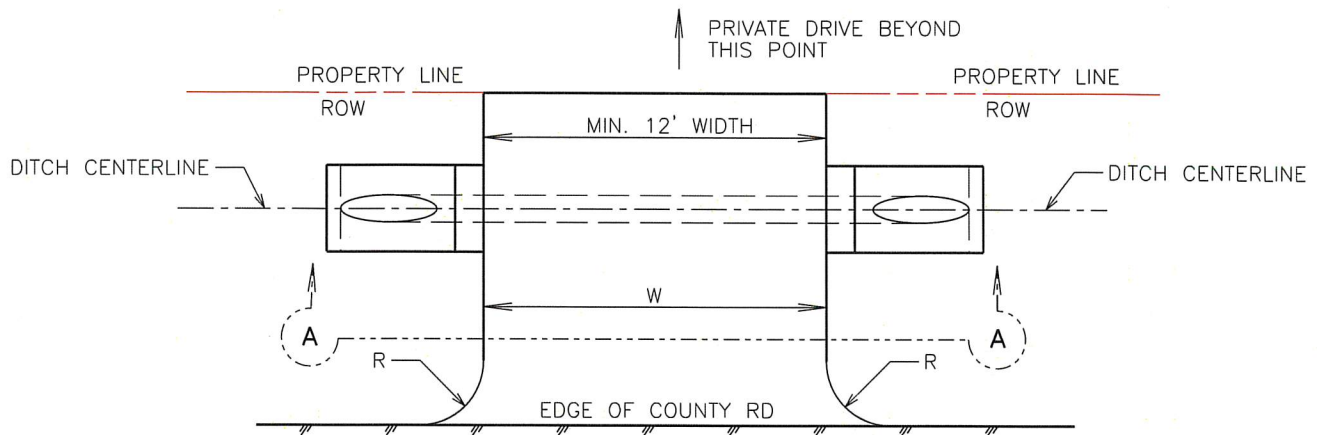 PRIVATE DRIVE BEYOND
THIS POINT
PROPERTY LINE
ROW
PROPERTY LINE
ROW
MIN. 12' WIDTH
DITCH CENTERLINE
DITCH CENTERLINE
W
A
A
R
R
EDGE OF COUNTY RD